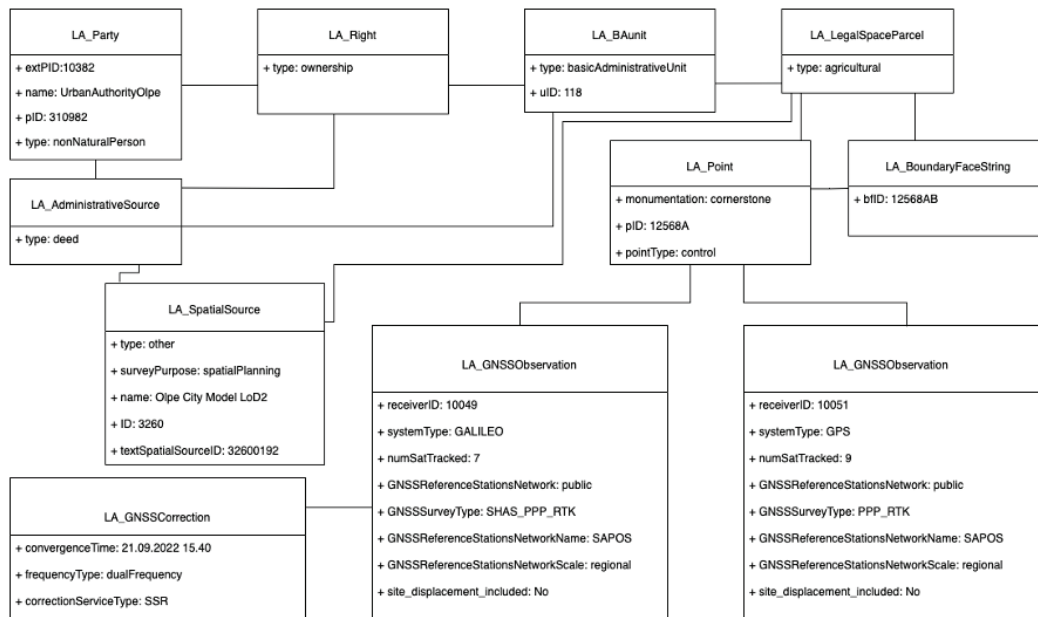 LA_Party
+ extPID:10382
+ name: UrbanAuthorityOlpe
+ pID: 310982
+ type: nonNaturalPerson
LA_Right
+ type: ownership
LA_BAunit
+ type: basicAdministrativeUnit
+ uID: 118
LA_LegalSpaceParcel
+ type: agricultural
LA_AdministrativeSource
+ type: deed
LA_Point
+ monumentation: cornerstone
+ pID: 12568A
+ pointType: control
LA_BoundaryFaceString
+ bfID: 12568AB
LA_SpatialSource
+ type: other
+ surveyPurpose: spatialPlanning
+ name: Olpe City Model LoD2
+ ID: 3260
+ textSpatialSourceID: 32600192
LA_GNSSObservation
+ receiverID: 10049
+ systemType: GALILEO
+ numSatTracked: 7
+ GNSSReferenceStationsNetwork: public
+ GNSSSurveyType: SHAS_PPP_RTK
+ GNSSReferenceStationsNetworkName: SAPOS
+ GNSSReferenceStationsNetworkScale: regional
+ site_displacement_included: No
LA_GNSSObservation
+ receiverID: 10051
+ systemType: GPS
+ numSatTracked: 9
+ GNSSReferenceStationsNetwork: public
+ GNSSSurveyType: PPP_RTK
+ GNSSReferenceStationsNetworkName: SAPOS
+ GNSSReferenceStationsNetworkScale: regional
+ site_displacement_included: No
LA_GNSSCorrection
+ convergenceTime: 21.09.2022 15.40
+ frequencyType: dualFrequency
+ correctionServiceType: SSR